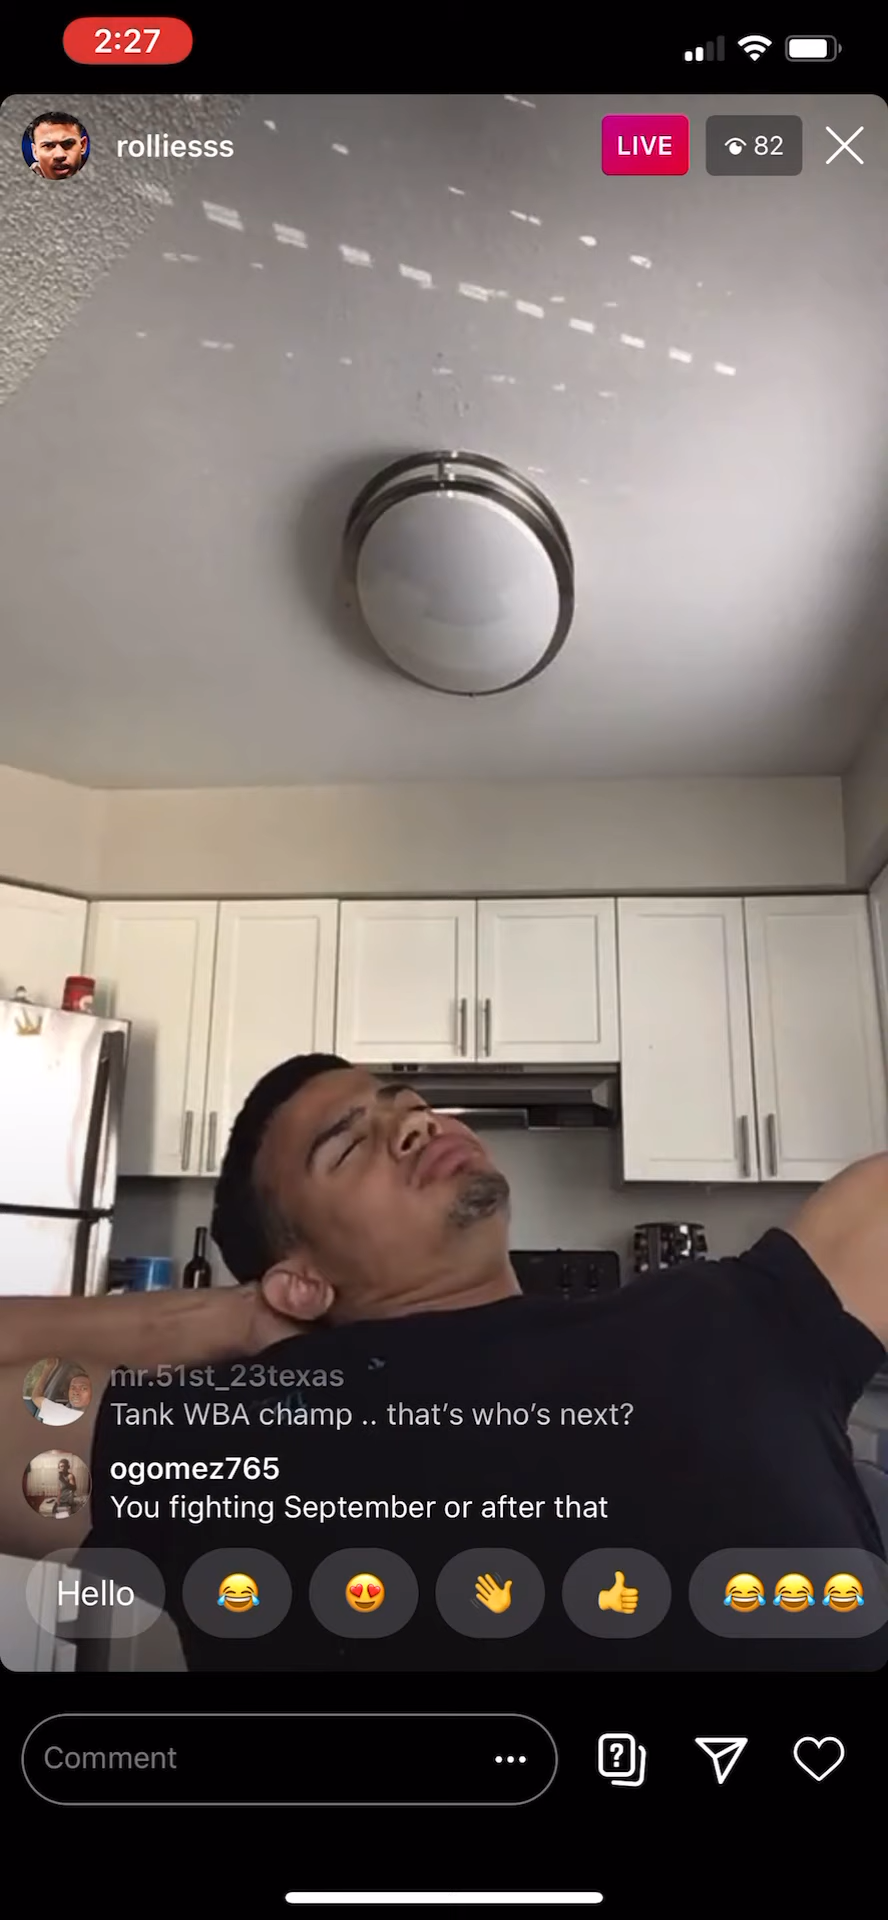 2:27
rolliesss
LIVE
82
mr.51st_23texas
Tank WBA champ .. that’s who’s next?
ogomez765
You fighting September or after that
Hello
😂
😍
👋
👍
😂😂😂
Comment